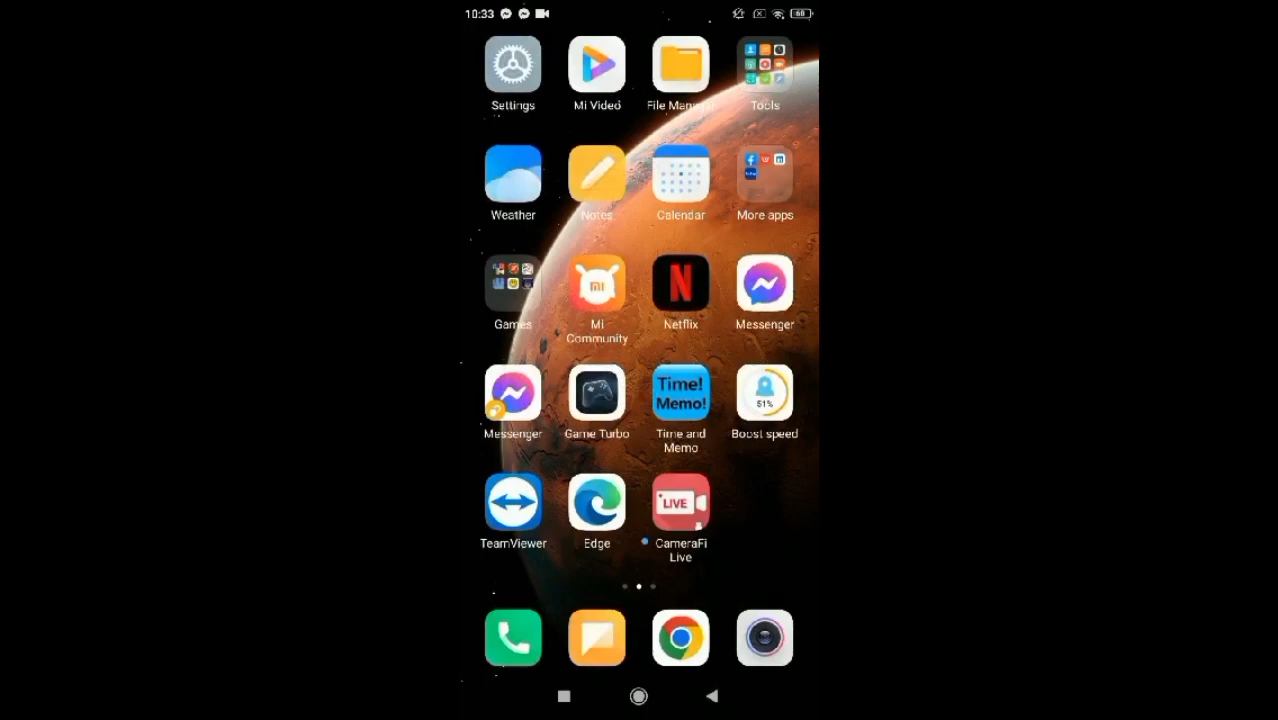 10:33
60
Settings
Mi Video
File Manager
Tools
Weather
Notes
Calendar
More apps
Games
Mi
Community
Netflix
Messenger
Time!
Memo!
51%
Messenger
Game Turbo
Time and
Memo
Boost speed
LIVE
TeamViewer
Edge
CameraFi
Live